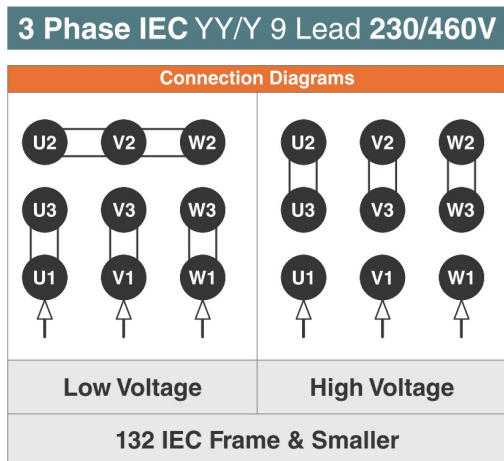 3 Phase IEC YY/Y 9 Lead 230/460V
Connection Diagrams
U2 V2 W2 U2 V2 W2
U3 V3 W3 U3 V3 W3
U1 V1 W1 U1 V1 W1
Low Voltage High Voltage
132 IEC Frame & Smaller